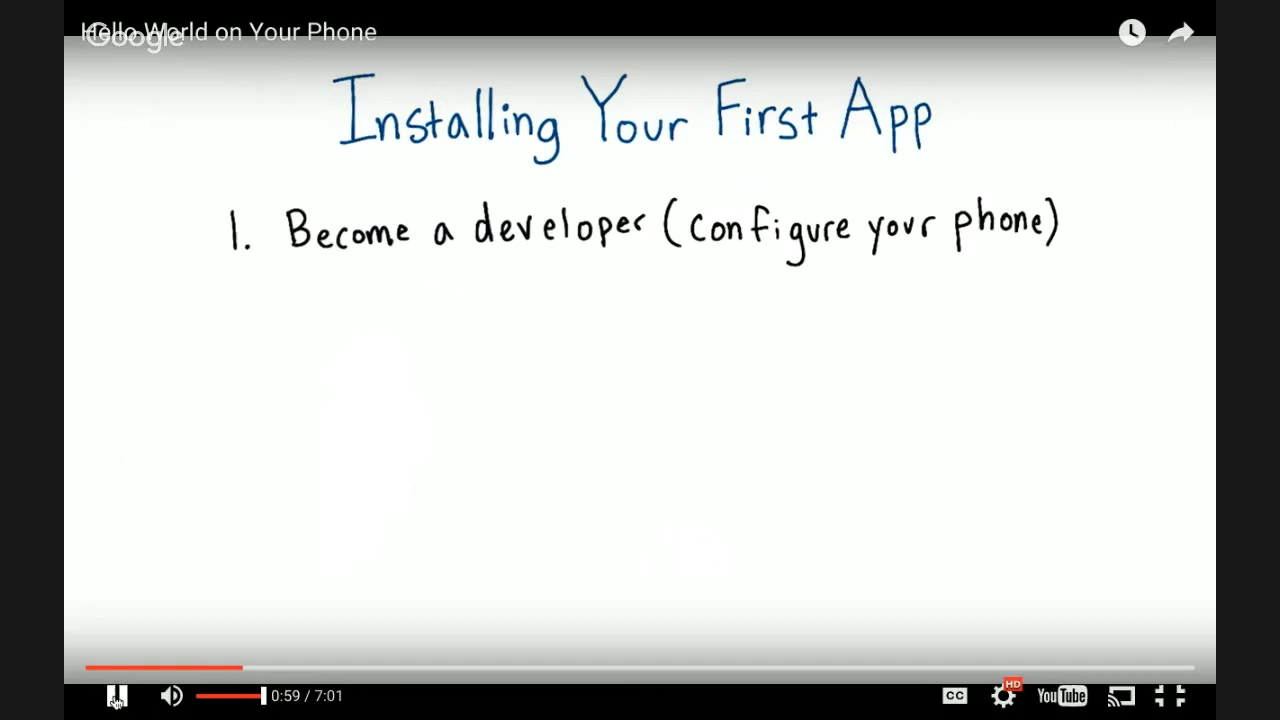 Hello World on Your Phone
Google
Installing Your First App
1. Become a developer (configure your phone)
0:59 / 7:01
CC
HD
YouTube